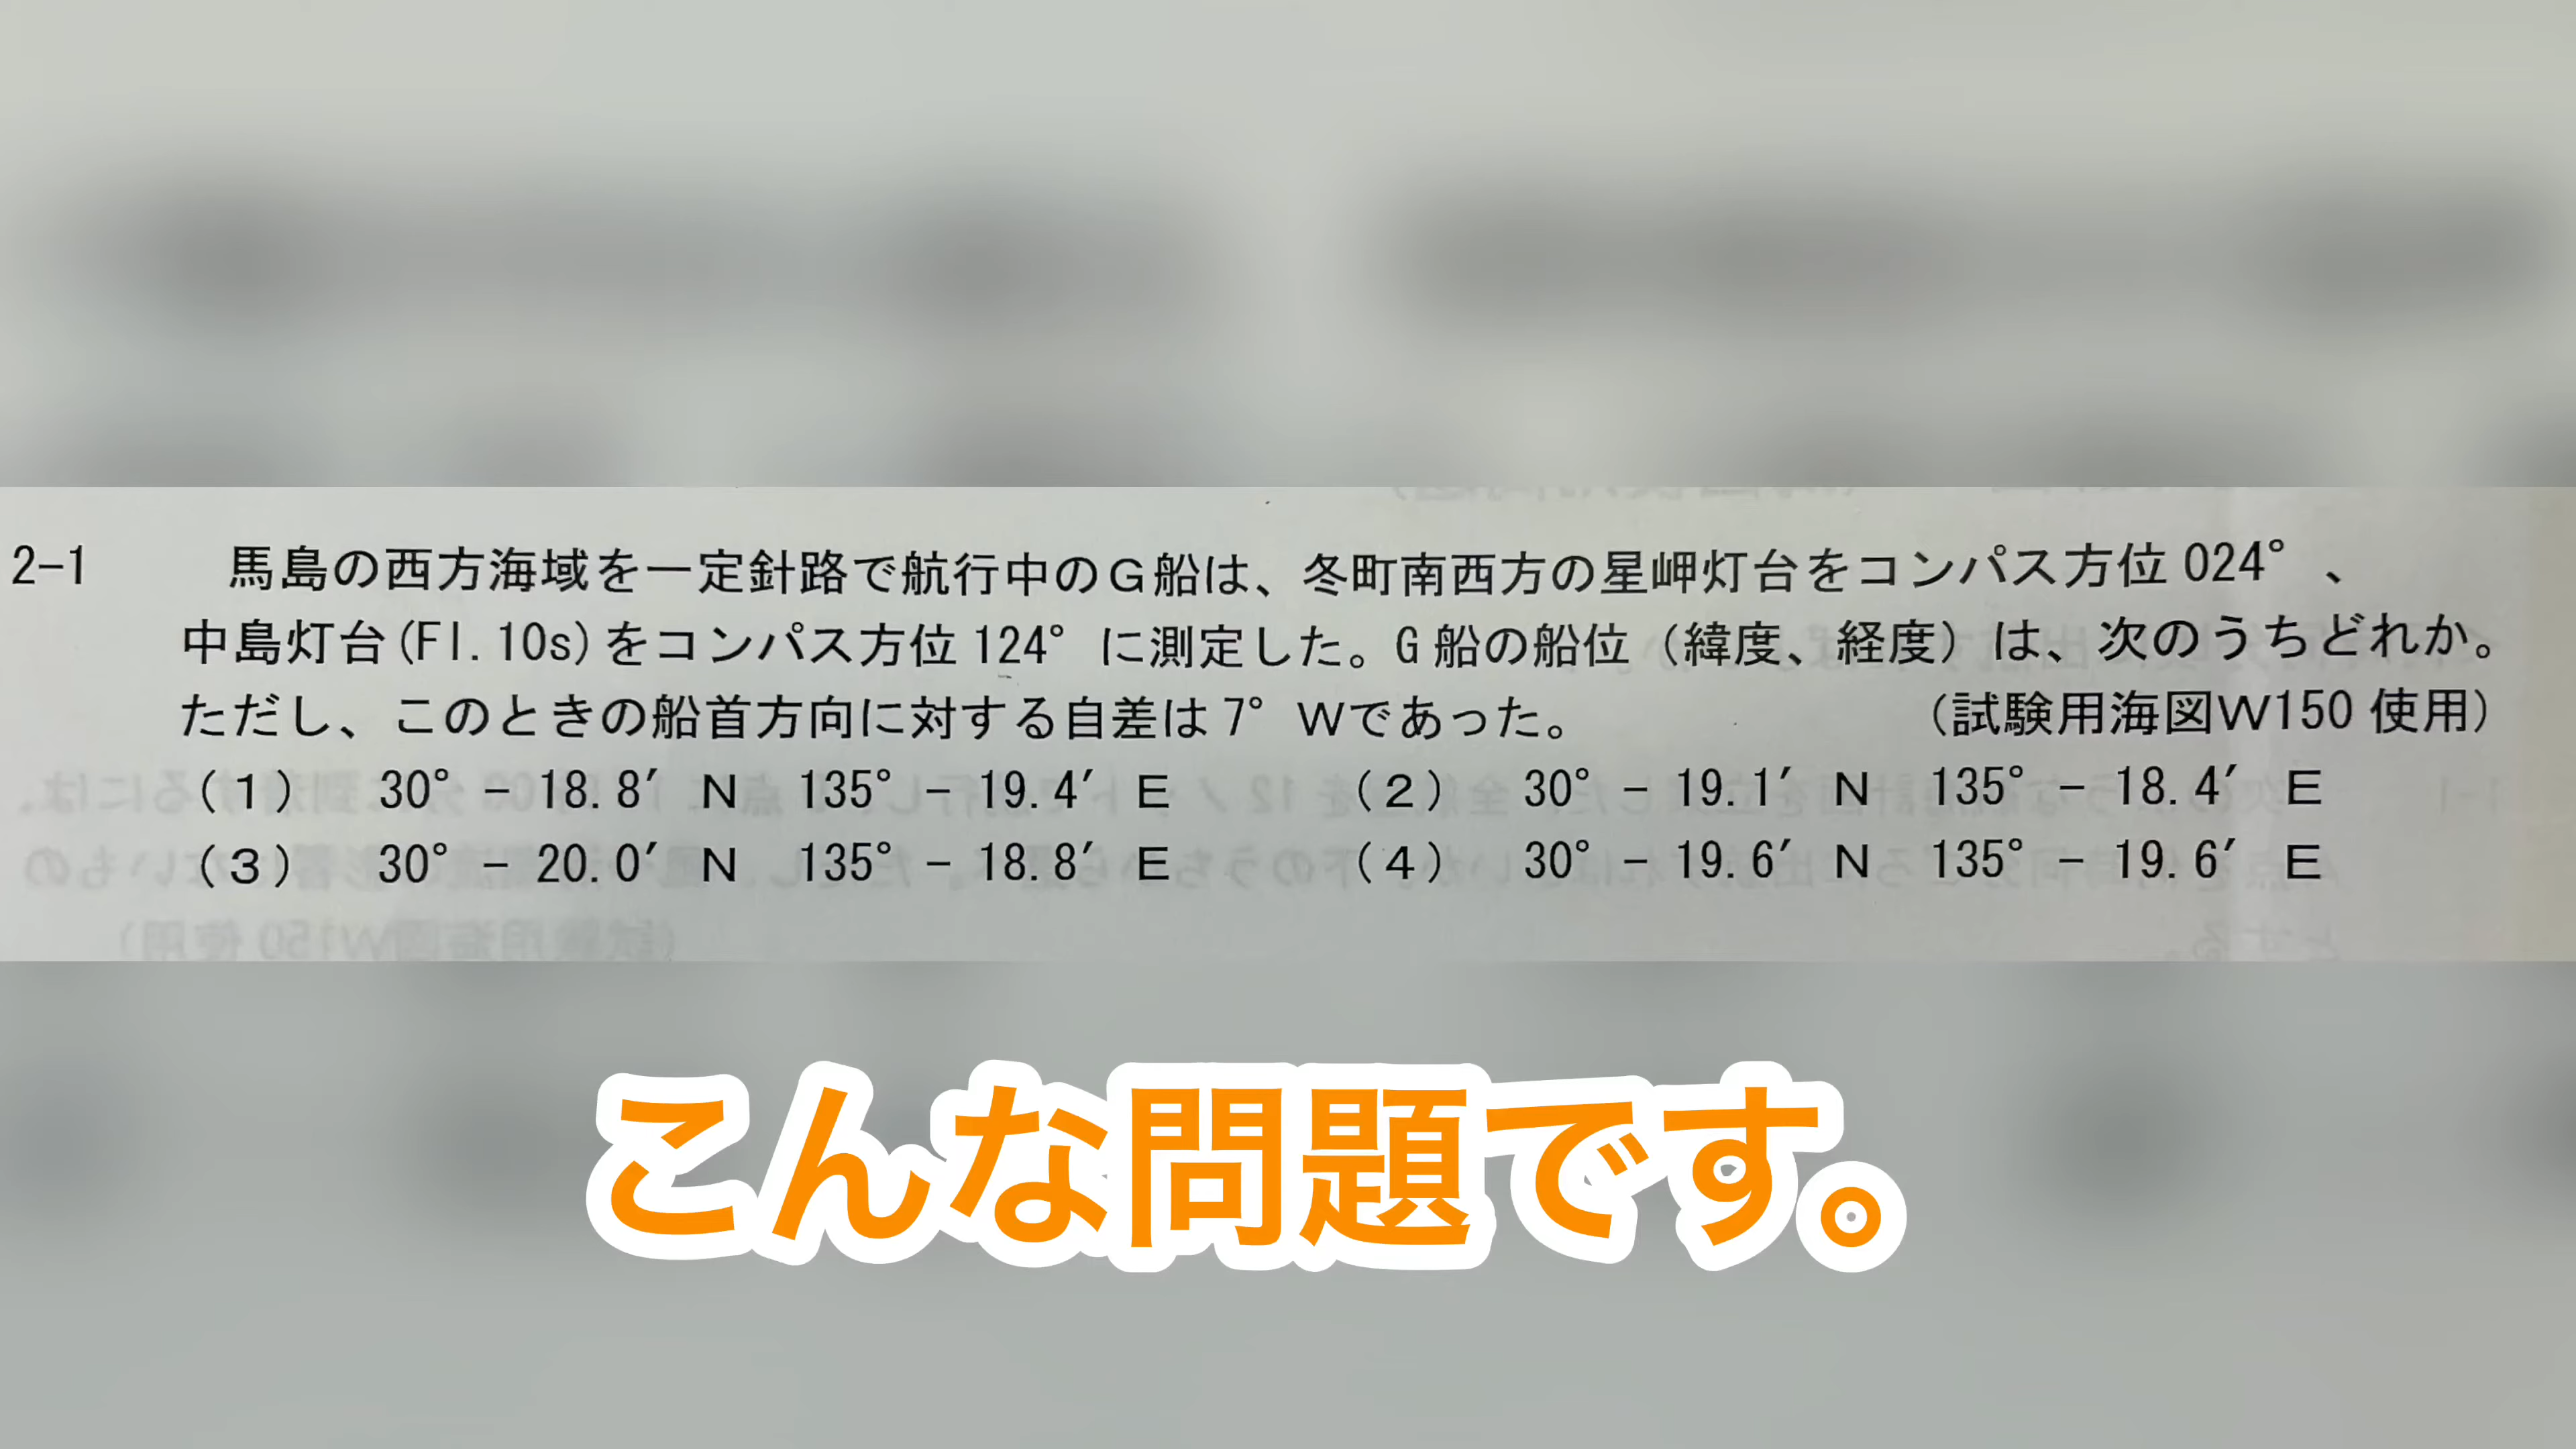 2-1 馬島の西方海域を一定針路で航行中のG船は、冬町南西方の星岬灯台をコンパス方位 024°、
中島灯台(Fl.10s)をコンパス方位 124° に測定した。G 船の船位（緯度、経度）は、次のうちどれか。
ただし、このときの船首方向に対する自差は 7° Wであった。 （試験用海図W150 使用）
（1） 30° − 18.8′ N 135° − 19.4′ E （2） 30° − 19.1′ N 135° − 18.4′ E
（3） 30° − 20.0′ N 135° − 18.8′ E （4） 30° − 19.6′ N 135° − 19.6′ E
こんな問題です。